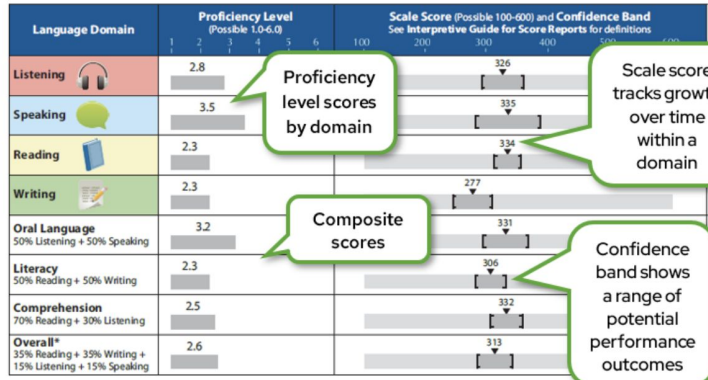 Language Domain
Proficiency Level
(Possible 1.0-6.0)
1 2 3 4 5 6
Scale Score (Possible 100-600) and Confidence Band
See Interpretive Guide for Score Reports for definitions
100 200 300 400 500 600
Listening
2.8
326
Speaking
3.5
335
Reading
2.3
334
Writing
2.3
277
Oral Language
50% Listening + 50% Speaking
3.2
331
Literacy
50% Reading + 50% Writing
2.3
306
Comprehension
70% Reading + 30% Listening
2.5
332
Overall*
35% Reading + 35% Writing +
15% Listening + 15% Speaking
2.6
313
Proficiency
level scores
by domain
Composite
scores
Scale score
tracks growt
over time
within a
domain
Confidence
band shows
a range of
potential
performance
outcomes